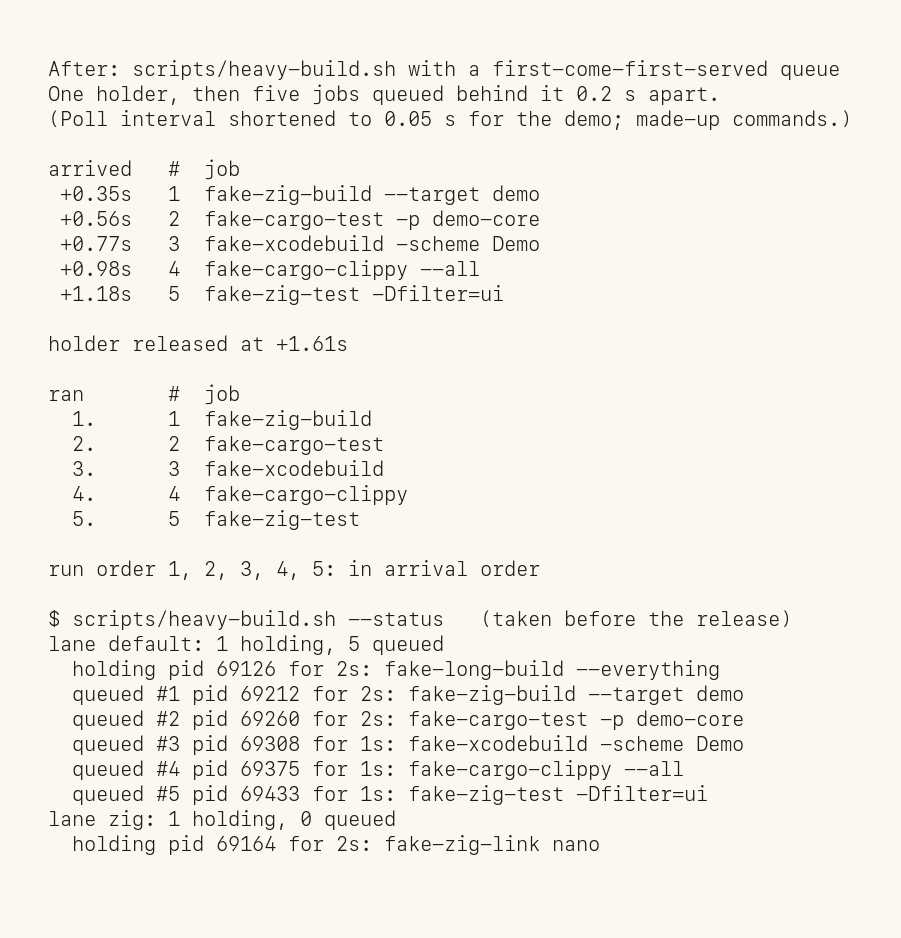 After: scripts/heavy-build.sh with a first-come-first-served queue
One holder, then five jobs queued behind it 0.2 s apart.
(Poll interval shortened to 0.05 s for the demo; made-up commands.)

arrived   #  job
 +0.35s   1  fake-zig-build --target demo
 +0.56s   2  fake-cargo-test -p demo-core
 +0.77s   3  fake-xcodebuild -scheme Demo
 +0.98s   4  fake-cargo-clippy --all
 +1.18s   5  fake-zig-test -Dfilter=ui

holder released at +1.61s

ran       #  job
  1.      1  fake-zig-build
  2.      2  fake-cargo-test
  3.      3  fake-xcodebuild
  4.      4  fake-cargo-clippy
  5.      5  fake-zig-test

run order 1, 2, 3, 4, 5: in arrival order

$ scripts/heavy-build.sh --status   (taken before the release)
lane default: 1 holding, 5 queued
  holding pid 69126 for 2s: fake-long-build --everything
  queued #1 pid 69212 for 2s: fake-zig-build --target demo
  queued #2 pid 69260 for 2s: fake-cargo-test -p demo-core
  queued #3 pid 69308 for 1s: fake-xcodebuild -scheme Demo
  queued #4 pid 69375 for 1s: fake-cargo-clippy --all
  queued #5 pid 69433 for 1s: fake-zig-test -Dfilter=ui
lane zig: 1 holding, 0 queued
  holding pid 69164 for 2s: fake-zig-link nano